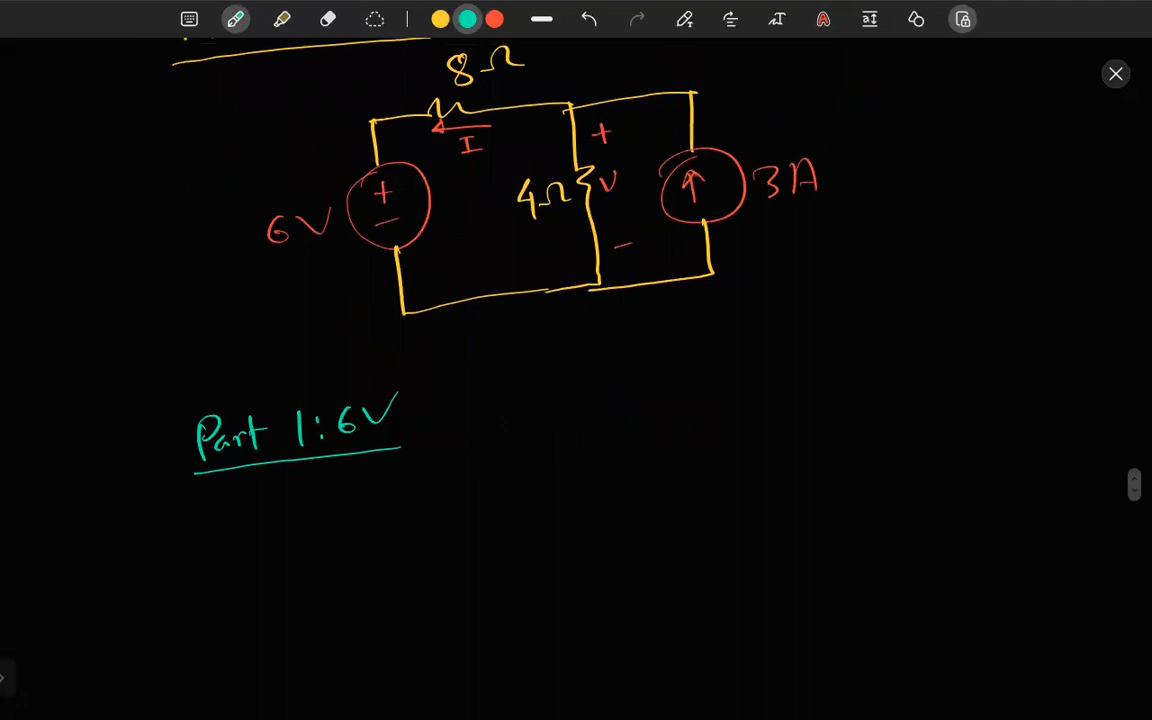 8Ω
I
+
4Ω
V
-
+
-
6V
↑
3A
Part 1: 6V